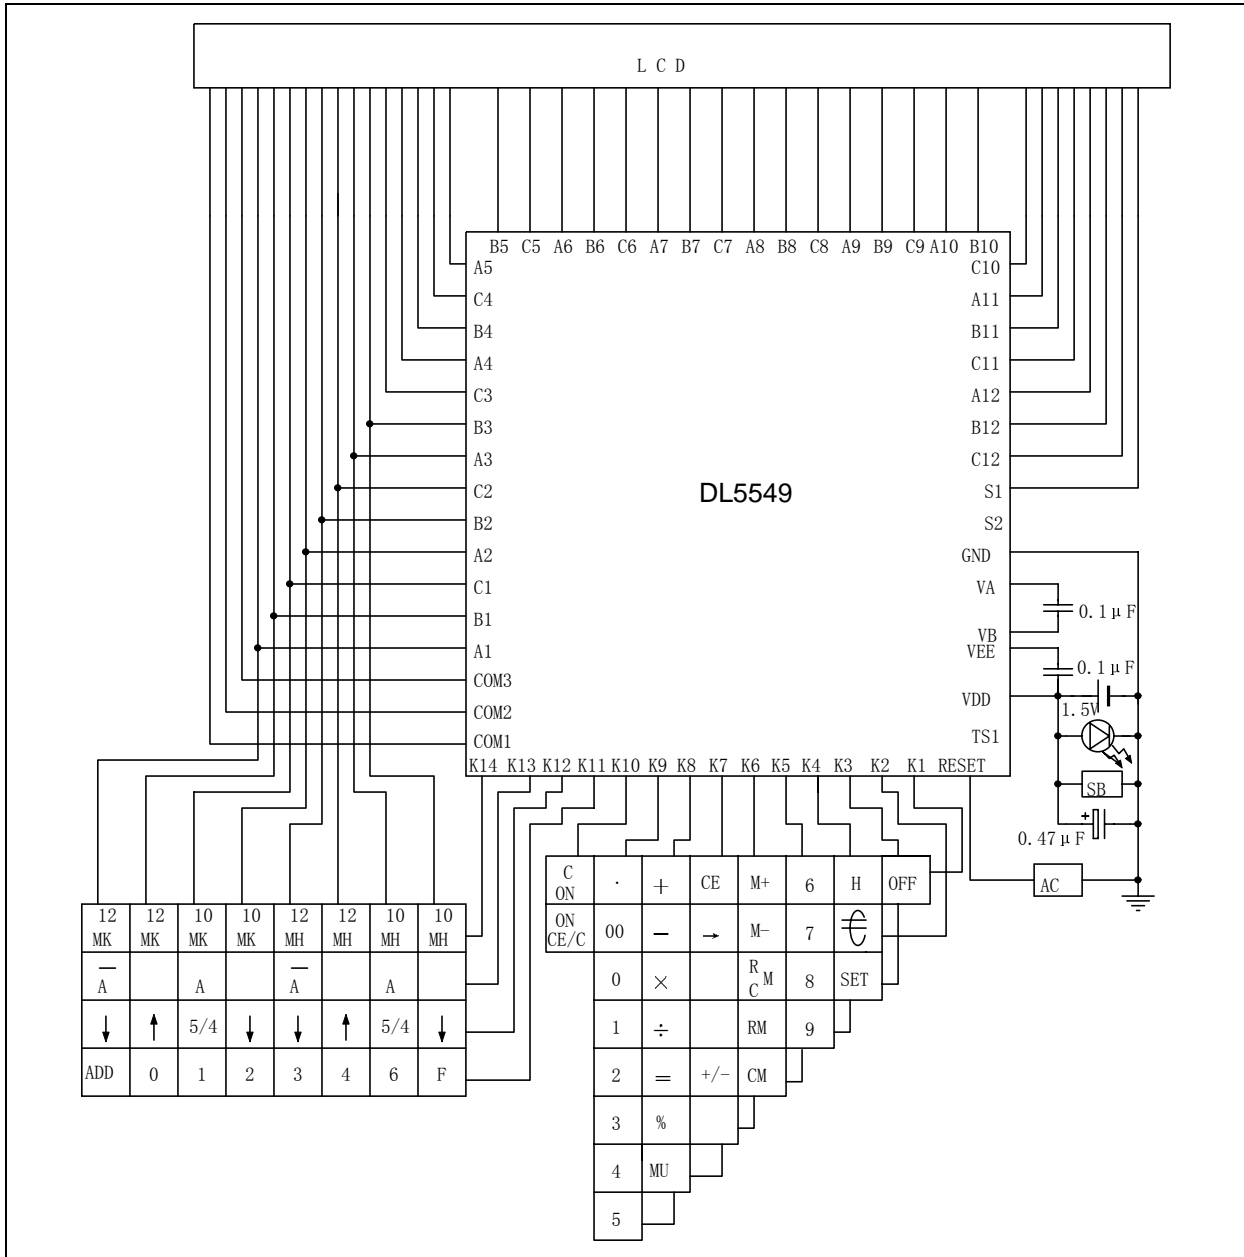 L C D
B5 C5 A6 B6 C6 A7 B7 C7 A8 B8 C8 A9 B9 C9 A10 B10
A5 C10
C4 A11
B4 B11
A4 C11
C3 A12
B3 B12
A3 C12
C2 S1
DL5549
B2 S2
A2 GND
C1 VA
B1 0.1μF
VB
A1 VEE
COM3 0.1μF
VDD
COM2 1.5V
COM1 TS1
K14 K13 K12 K11 K10 K9 K8 K7 K6 K5 K4 K3 K2 K1 RESET
SB
+
0.47μF
AC
C ON · + CE M+ 6 H OFF
ON CE/C 00 − → M− 7
0 × R C M 8 SET
1 ÷ RM 9
2 = +/− CM
3 %
4 MU
5
12 12 10 10 12 12 10 10
MK MK MK MK MH MH MH MH
A̅ A A̅ A
↓ ↑ 5/4 ↓ ↓ ↑ 5/4 ↓
ADD 0 1 2 3 4 6 F